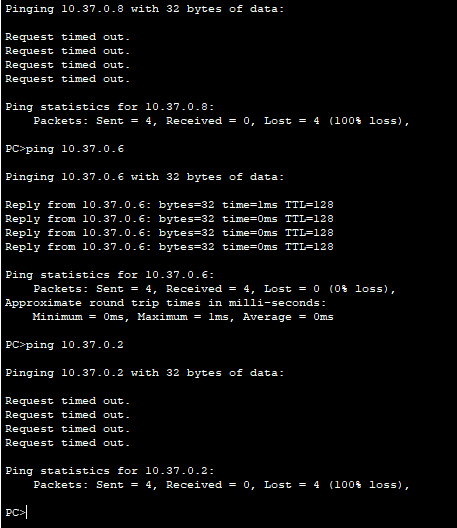 Pinging 10.37.0.8 with 32 bytes of data:
Request timed out.
Request timed out.
Request timed out.
Request timed out.
Ping statistics for 10.37.0.8:
    Packets: Sent = 4, Received = 0, Lost = 4 (100% loss),
PC>ping 10.37.0.6
Pinging 10.37.0.6 with 32 bytes of data:
Reply from 10.37.0.6: bytes=32 time=1ms TTL=128
Reply from 10.37.0.6: bytes=32 time=0ms TTL=128
Reply from 10.37.0.6: bytes=32 time=0ms TTL=128
Reply from 10.37.0.6: bytes=32 time=0ms TTL=128
Ping statistics for 10.37.0.6:
    Packets: Sent = 4, Received = 4, Lost = 0 (0% loss),
Approximate round trip times in milli-seconds:
    Minimum = 0ms, Maximum = 1ms, Average = 0ms
PC>ping 10.37.0.2
Pinging 10.37.0.2 with 32 bytes of data:
Request timed out.
Request timed out.
Request timed out.
Request timed out.
Ping statistics for 10.37.0.2:
    Packets: Sent = 4, Received = 0, Lost = 4 (100% loss),
PC>